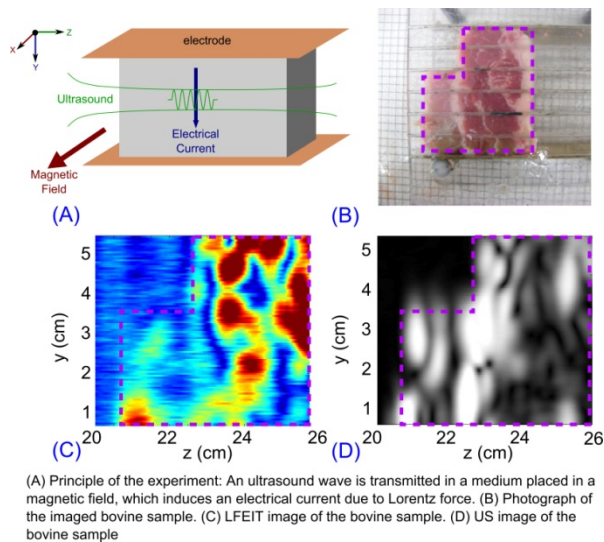 electrode
Z
X
Y
Ultrasound
Electrical
Current
Magnetic
Field
(A)
(B)
5
4
3
2
1
y (cm)
20
22
24
26
z (cm)
(C)
5
4
3
2
1
y (cm)
20
22
24
26
z (cm)
(D)
(A) Principle of the experiment: An ultrasound wave is transmitted in a medium placed in a
magnetic field, which induces an electrical current due to Lorentz force. (B) Photograph of
the imaged bovine sample. (C) LFEIT image of the bovine sample. (D) US image of the
bovine sample